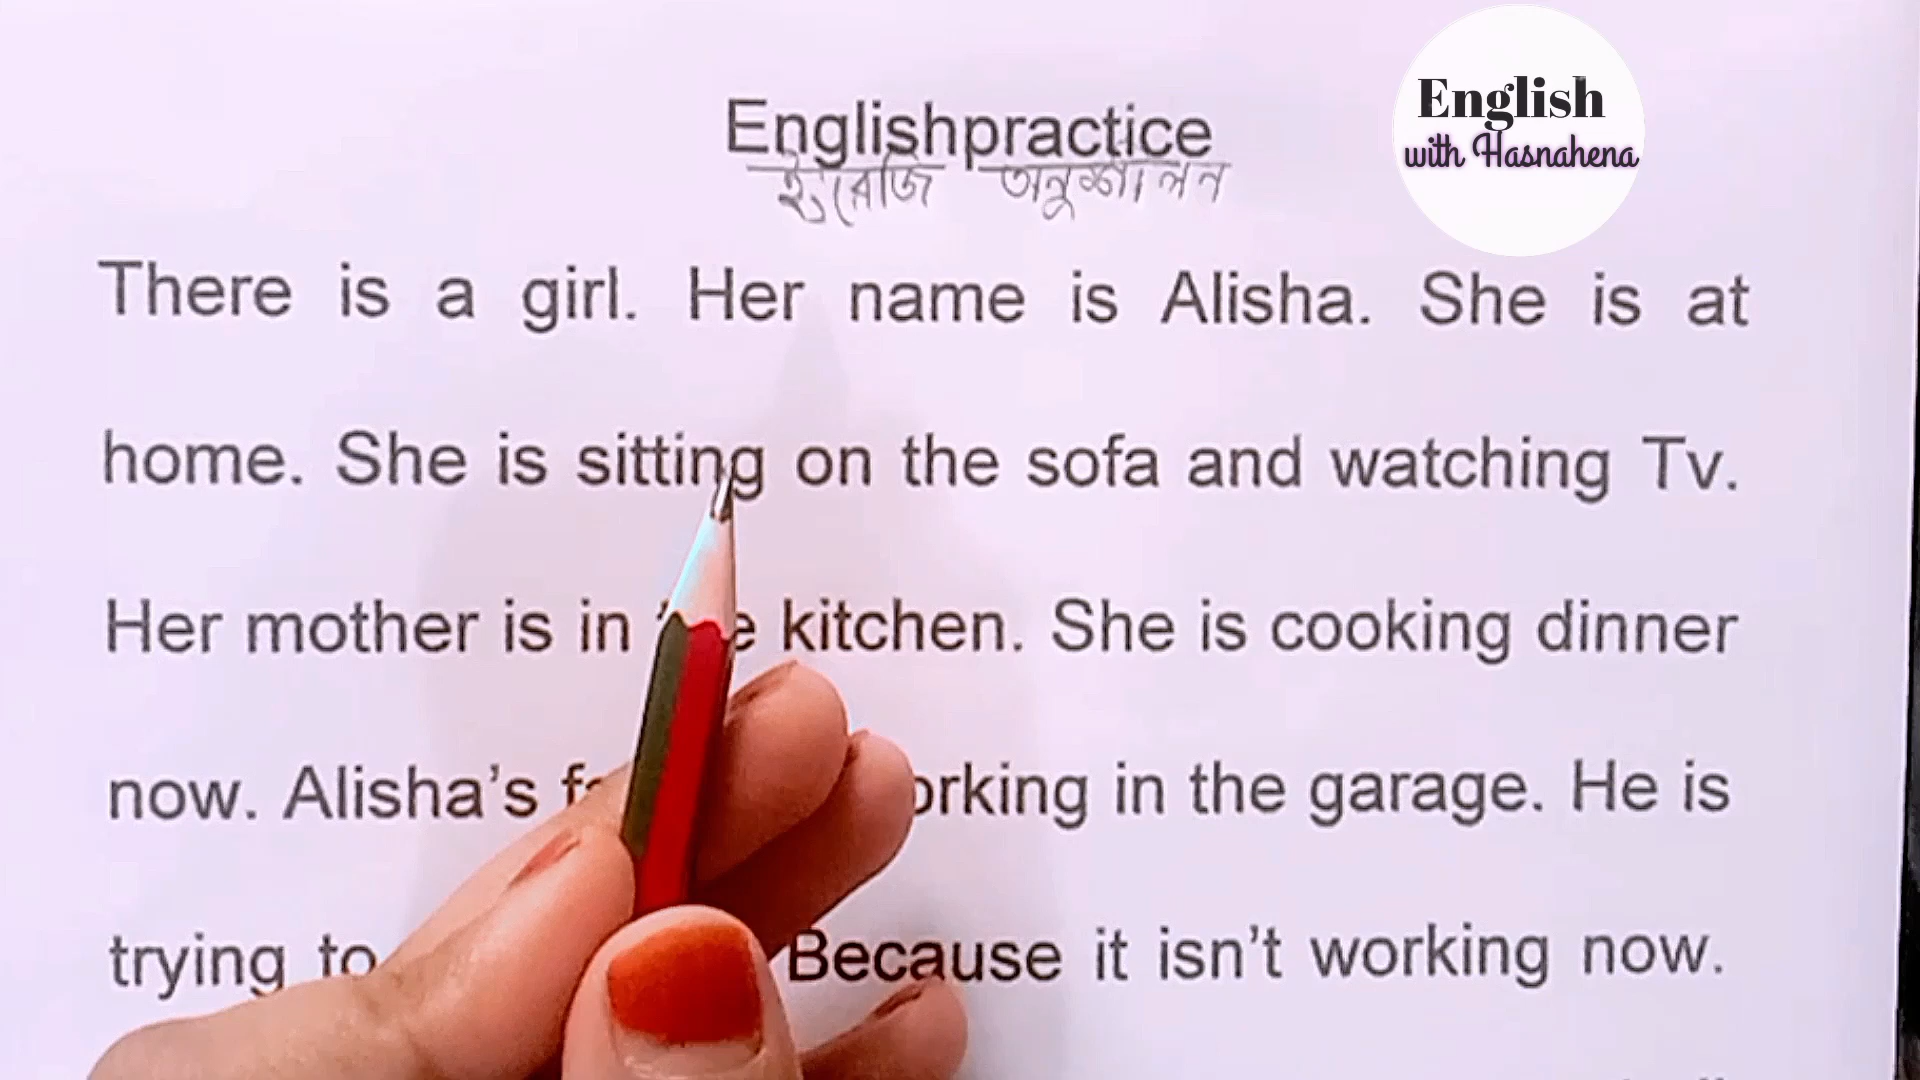 English
with Hasnahena
Englishpractice
ইংরেজি অনুশীলন
There is a girl. Her name is Alisha. She is at
home. She is sitting on the sofa and watching Tv.
Her mother is in kitchen. She is cooking dinner
now. Alisha's in the garage. He is
trying to Because it isn't working now.